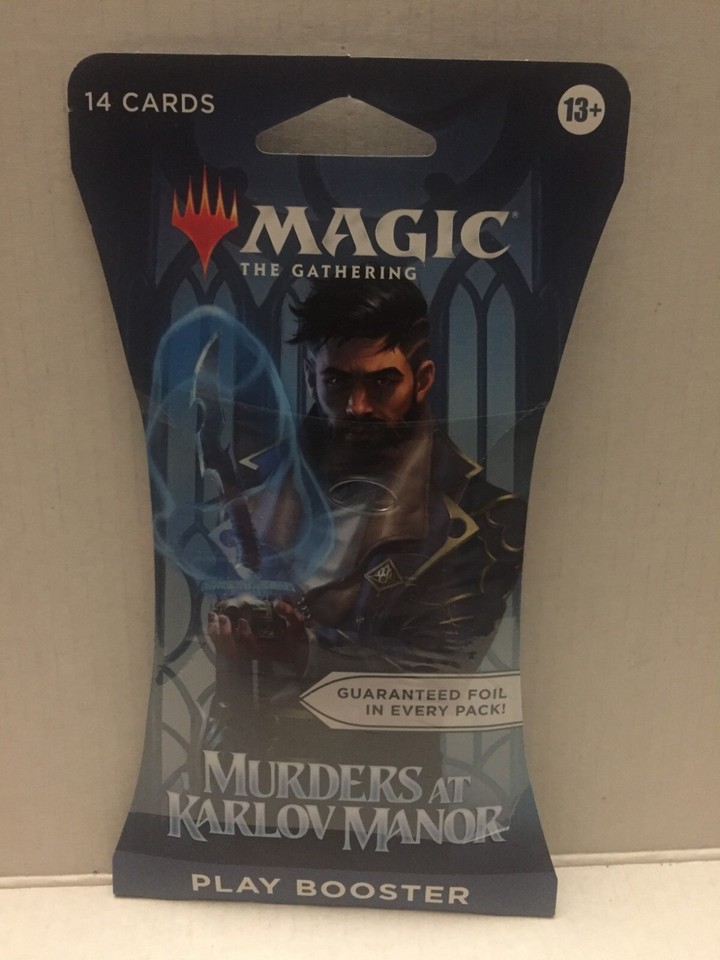 14 CARDS
13+
MAGIC
THE GATHERING
GUARANTEED FOIL
IN EVERY PACK!
MURDERS AT
KARLOV MANOR
PLAY BOOSTER